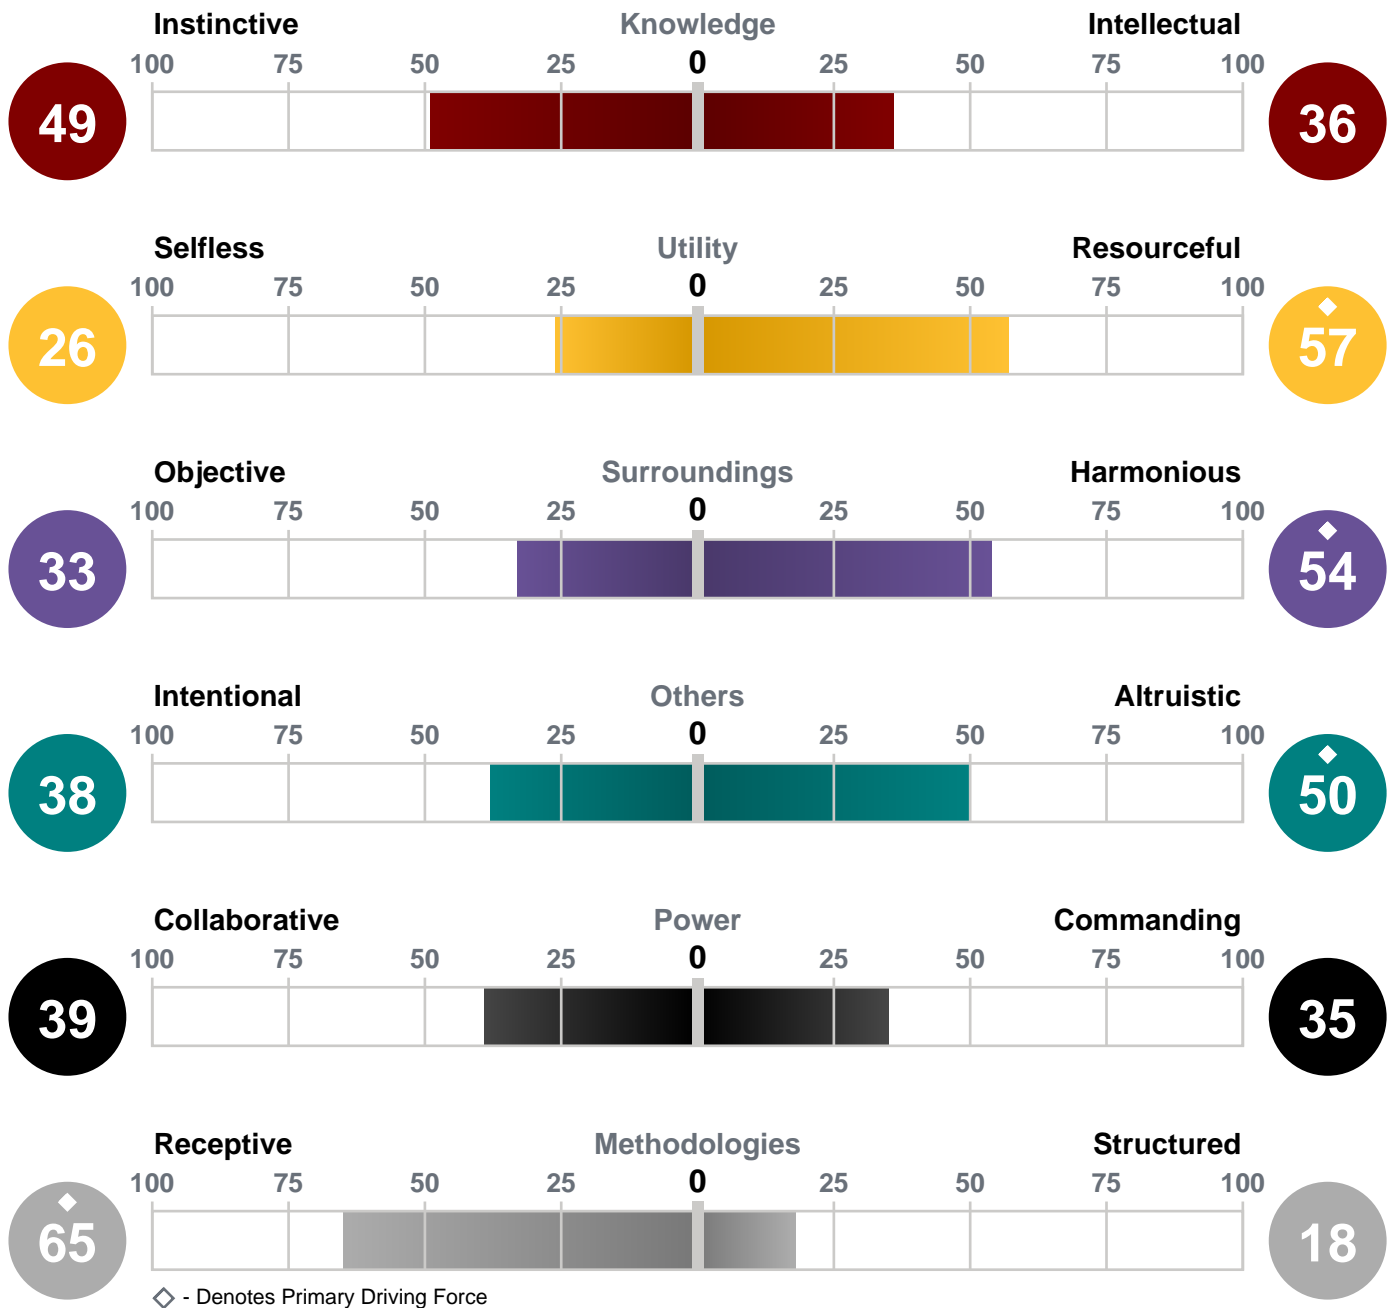 Instinctive Knowledge Intellectual
100 75 50 25 0 25 50 75 100
49 36
Selfless Utility Resourceful
100 75 50 25 0 25 50 75 100
26 57
Objective Surroundings Harmonious
100 75 50 25 0 25 50 75 100
33 54
Intentional Others Altruistic
100 75 50 25 0 25 50 75 100
38 50
Collaborative Power Commanding
100 75 50 25 0 25 50 75 100
39 35
Receptive Methodologies Structured
100 75 50 25 0 25 50 75 100
65 18
- Denotes Primary Driving Force